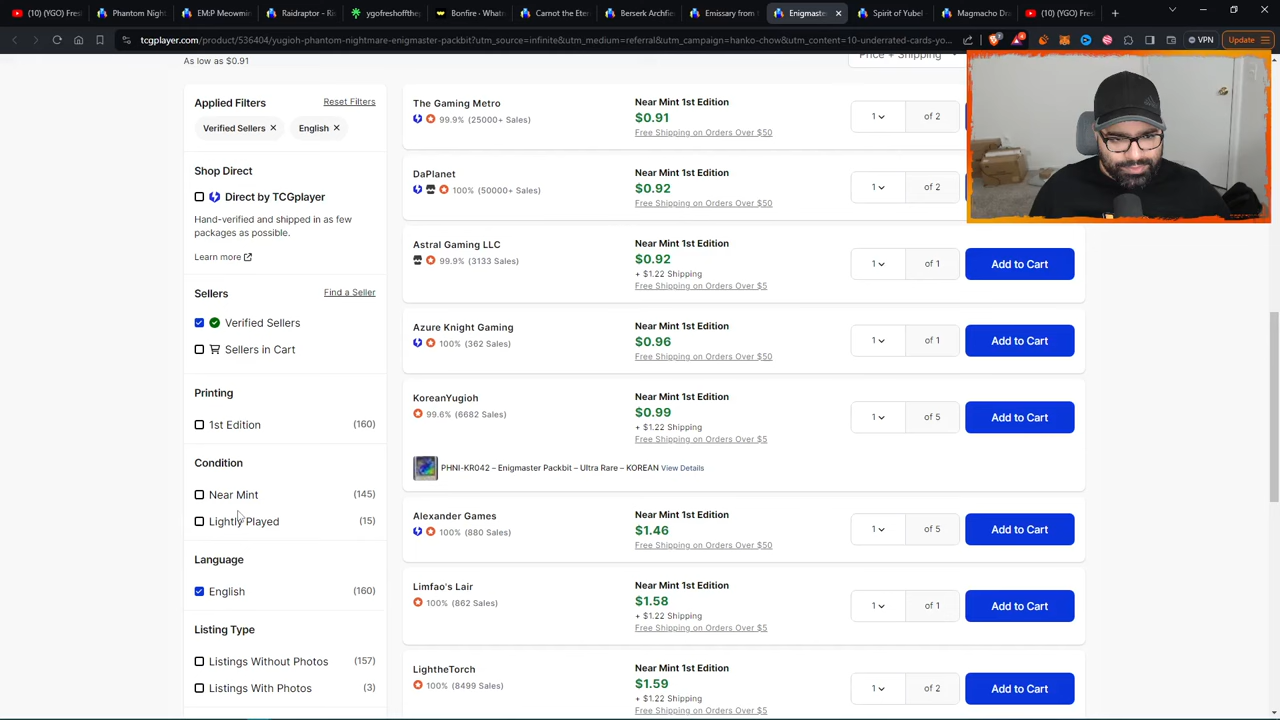 (10) (YGO) Fresl
Phantom Nigh
EM:P Meowmin
Raidraptor - Ri
ygofreshofthe
Bonfire - What
Carnot the Ete
Berserk Archfi
Emissary from
Enigmaste
Spirit of Yubel
Magmacho Dr
(10) (YGO) Fresl
tcgplayer.com/product/536404/yugioh-phantom-nightmare-enigmaster-packbit?utm_source=infinite&utm_medium=referral&utm_campaign=hanko-chow&utm_content=10-underrated-cards-yo...
VPN
Update
As low as $0.91
Price + Shipping
Applied Filters
Reset Filters
Verified Sellers
English
Shop Direct
Direct by TCGplayer
Hand-verified and shipped in as few
packages as possible.
Learn more
Sellers
Find a Seller
Verified Sellers
Sellers in Cart
Printing
1st Edition (160)
Condition
Near Mint (145)
Lightly Played (15)
Language
English (160)
Listing Type
Listings Without Photos (157)
Listings With Photos (3)
The Gaming Metro
99.9% (25000+ Sales)
Near Mint 1st Edition
$0.91
Free Shipping on Orders Over $50
1 of 2
DaPlanet
100% (50000+ Sales)
Near Mint 1st Edition
$0.92
Free Shipping on Orders Over $50
1 of 2
Astral Gaming LLC
99.9% (3133 Sales)
Near Mint 1st Edition
$0.92
+ $1.22 Shipping
Free Shipping on Orders Over $5
1 of 1
Add to Cart
Azure Knight Gaming
100% (362 Sales)
Near Mint 1st Edition
$0.96
Free Shipping on Orders Over $50
1 of 1
Add to Cart
KoreanYugioh
99.6% (6682 Sales)
Near Mint 1st Edition
$0.99
+ $1.22 Shipping
Free Shipping on Orders Over $5
1 of 5
Add to Cart
PHNI-KR042 – Enigmaster Packbit – Ultra Rare – KOREAN View Details
Alexander Games
100% (880 Sales)
Near Mint 1st Edition
$1.46
Free Shipping on Orders Over $50
1 of 5
Add to Cart
Limfao's Lair
100% (862 Sales)
Near Mint 1st Edition
$1.58
+ $1.22 Shipping
Free Shipping on Orders Over $5
1 of 1
Add to Cart
LightheTorch
100% (8499 Sales)
Near Mint 1st Edition
$1.59
+ $1.22 Shipping
Free Shipping on Orders Over $5
1 of 2
Add to Cart